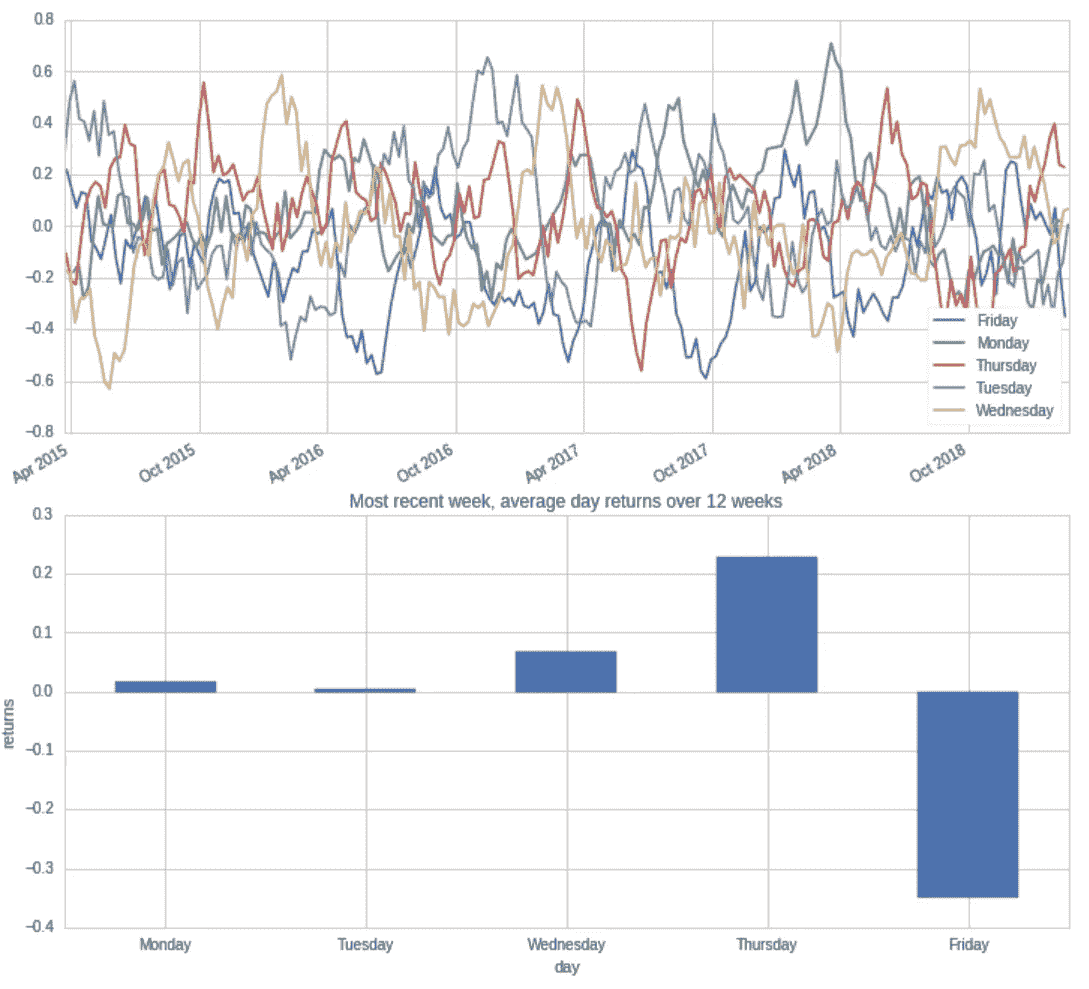 0.8
0.6
0.4
0.2
0.0
−0.2
−0.4
−0.6
−0.8
Friday
Monday
Thursday
Tuesday
Wednesday
Apr 2015
Oct 2015
Apr 2016
Oct 2016
Apr 2017
Oct 2017
Apr 2018
Oct 2018
Most recent week, average day returns over 12 weeks
returns
0.3
0.2
0.1
0.0
−0.1
−0.2
−0.3
−0.4
Monday Tuesday Wednesday Thursday Friday
day